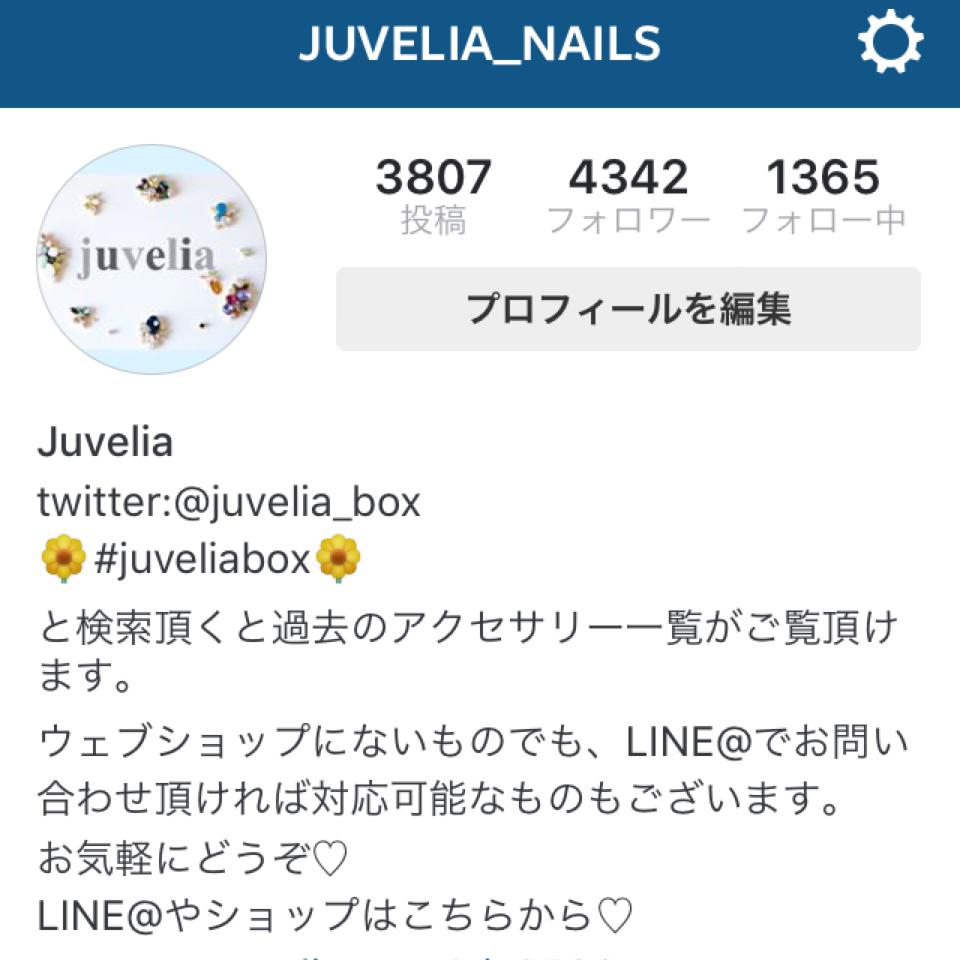 JUVELIA_NAILS
3807 4342 1365
投稿 フォロワー フォロー中
juvelia
プロフィールを編集
Juvelia
twitter:@juvelia_box
🌼#juveliabox🌼
と検索頂くと過去のアクセサリー一覧がご覧頂け
ます。
ウェブショップにないものでも、LINE@でお問い
合わせ頂ければ対応可能なものもございます。
お気軽にどうぞ♡
LINE@やショップはこちらから♡